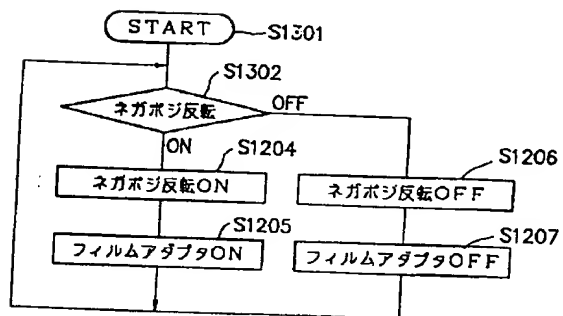 START
S1301
S1302
ネガポジ反転
OFF
ON
S1204
S1206
ネガポジ反転ON
ネガポジ反転OFF
S1205
S1207
フィルムアダプタON
フィルムアダプタOFF